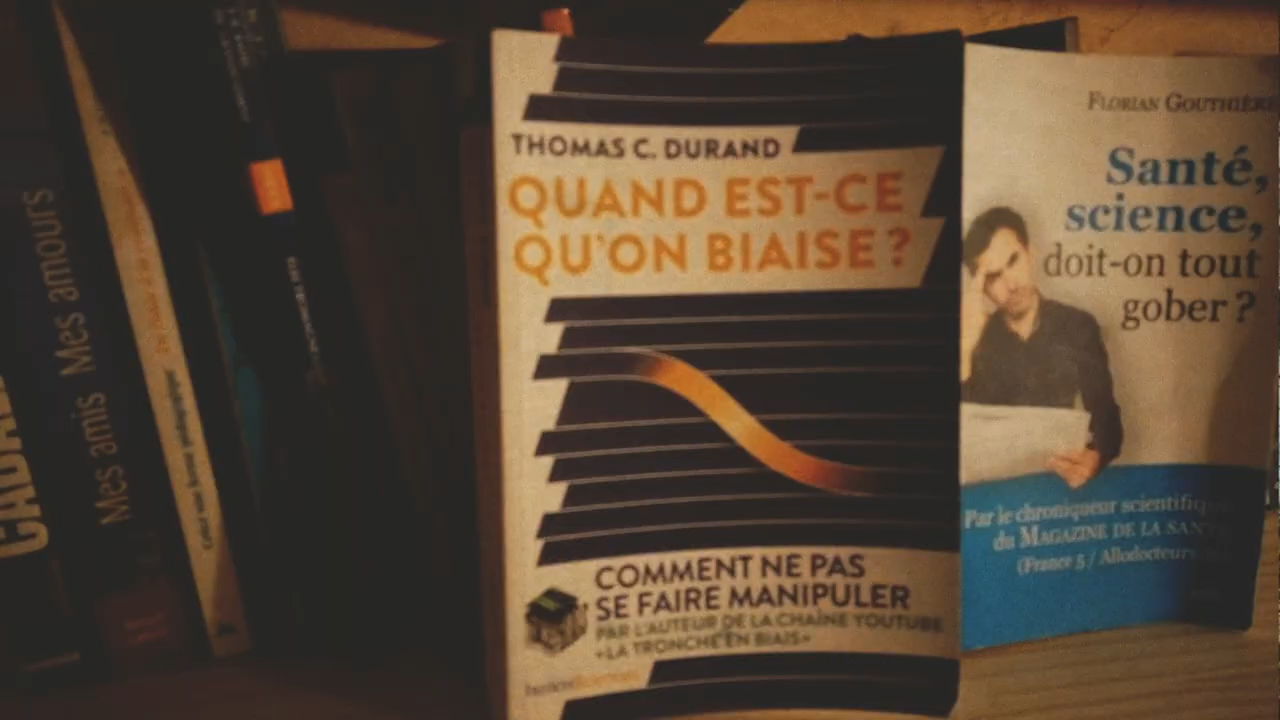 Mes amis Mes amours
THOMAS C. DURAND
QUAND EST-CE
QU'ON BIAISE ?
COMMENT NE PAS
SE FAIRE MANIPULER
PAR L'AUTEUR DE LA CHAÎNE YOUTUBE
«LA TRONCHE EN BIAIS»
humenSciences
FLORIAN GOUTHIÈRE
Santé,
science,
doit-on tout
gober ?
Par le chroniqueur scientifique
du MAGAZINE DE LA SANTÉ
(France 5 / Allodocteurs